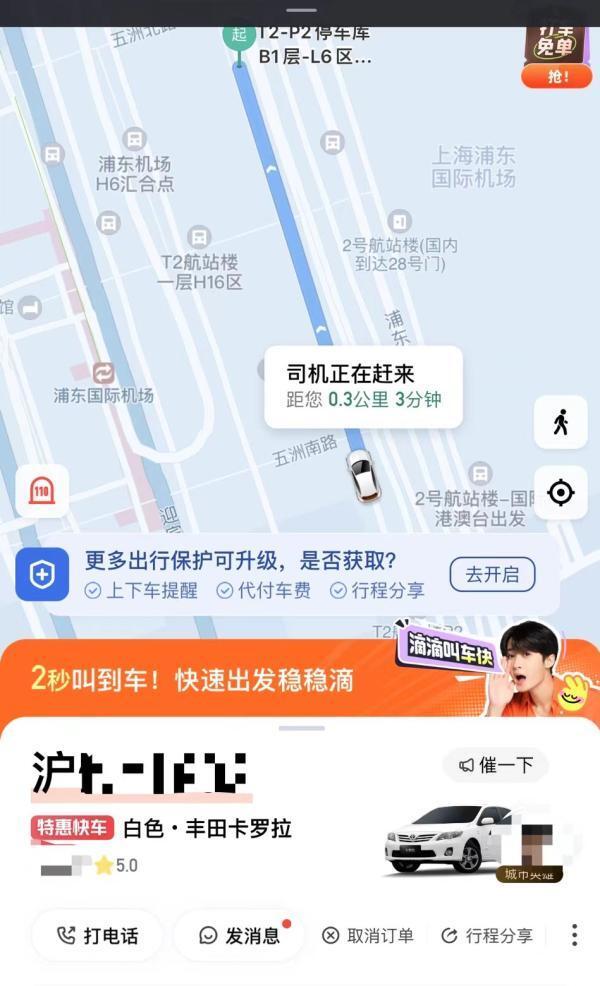 五洲北路
起
T2-P2停车库
B1层-L6区...
打车
免单
抢!
浦东机场
H6汇合点
上海浦东
国际机场
T2航站楼
一层H16区
2号航站楼(国内
到达28号门)
馆
浦东
浦东国际机场
司机正在赶来
距您 0.3公里 3分钟
五洲南路
110
2号航站楼-国际
港澳台出发
迎宾
更多出行保护可升级,是否获取?
上下车提醒 代付车费 行程分享
去开启
2秒叫到车!快速出发稳稳滴
滴滴叫车快
沪
催一下
特惠快车 白色·丰田卡罗拉
5.0
城市英雄
打电话
发消息
取消订单
行程分享